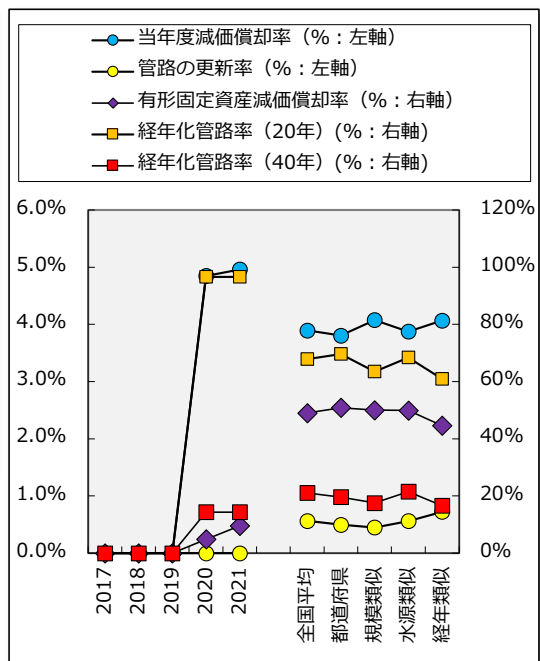 当年度減価償却率（%：左軸）
管路の更新率（%：左軸）
有形固定資産減価償却率（%：右軸）
経年化管路率（20年）(%：右軸)
経年化管路率（40年）(%：右軸)
6.0%
5.0%
4.0%
3.0%
2.0%
1.0%
0.0%
120%
100%
80%
60%
40%
20%
0%
2017
2018
2019
2020
2021
全国平均
都道府県
規模類似
水源類似
経年類似